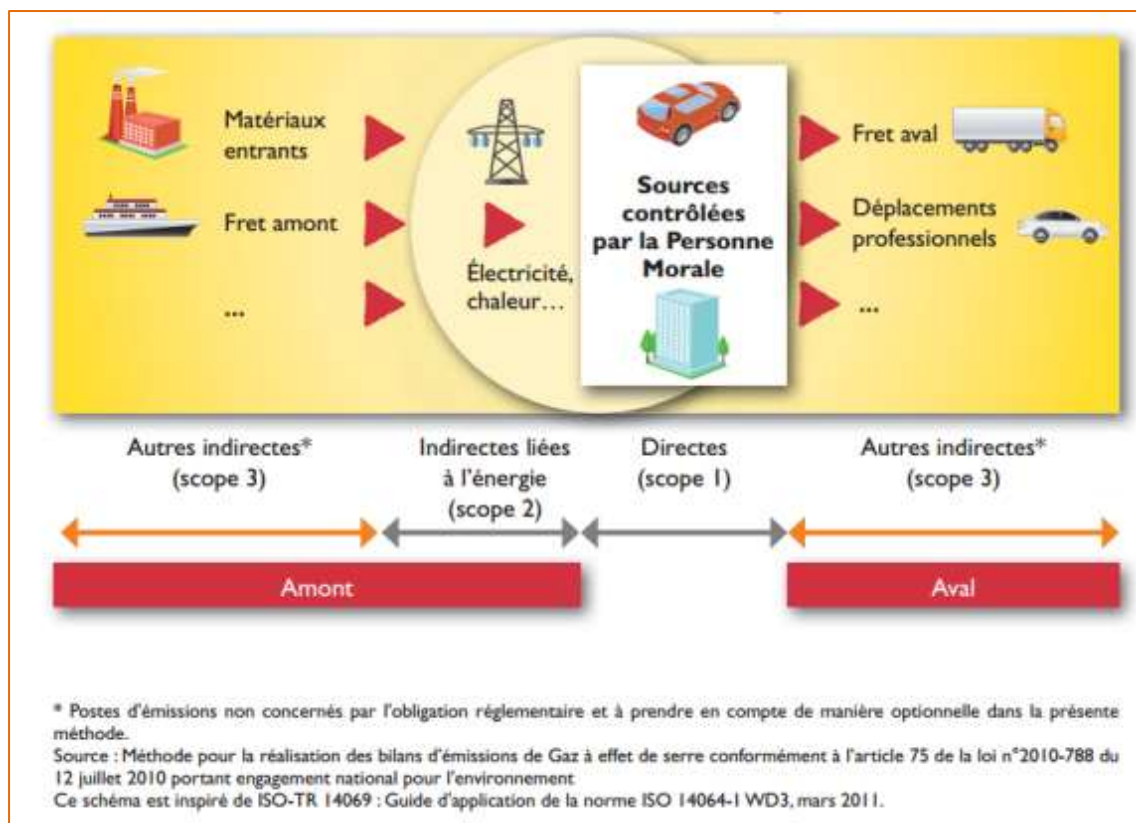 Matériaux
entrants
Fret amont
...
Électricité,
chaleur...
Sources
contrôlées
par la Personne
Morale
Fret aval
Déplacements
professionnels
...
Autres indirectes*
(scope 3)
Indirectes liées
à l'énergie
(scope 2)
Directes
(scope 1)
Autres indirectes*
(scope 3)
Amont
Aval
* Postes d'émissions non concernés par l'obligation réglementaire et à prendre en compte de manière optionnelle dans la présente
méthode.
Source : Méthode pour la réalisation des bilans d'émissions de Gaz à effet de serre conformément à l'article 75 de la loi n°2010-788 du
12 juillet 2010 portant engagement national pour l'environnement
Ce schéma est inspiré de ISO-TR 14069 : Guide d'application de la norme ISO 14064-1 WD3, mars 2011.